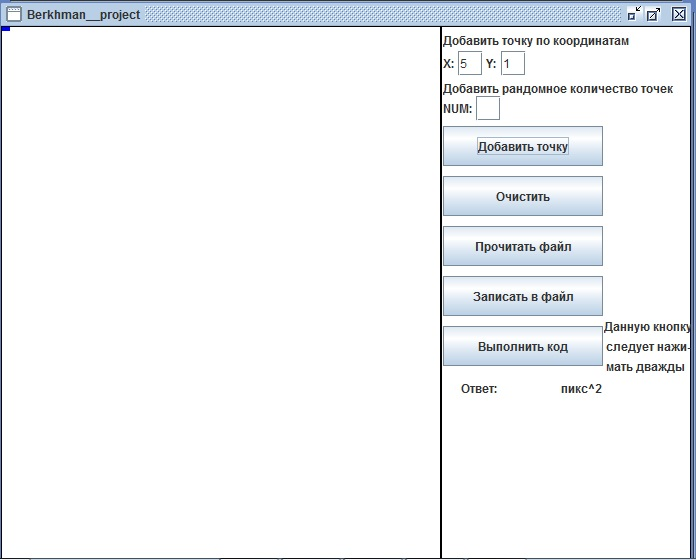 Berkhman__project
Добавить точку по координатам
X: 5 Y: 1
Добавить рандомное количество точек
NUM:
Добавить точку
Очистить
Прочитать файл
Записать в файл
Выполнить код
Данную кнопку
следует нажи-
мать дважды
Ответ: пикс^2